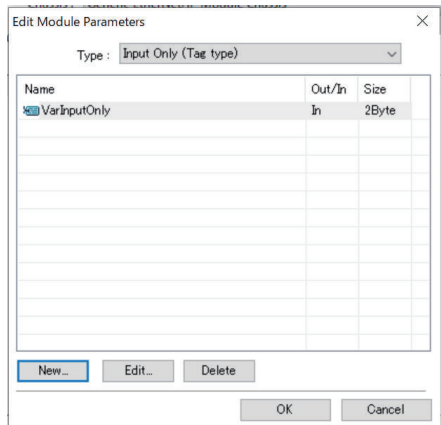 Edit Module Parameters
Type : Input Only (Tag type)
Name Out/In Size
VarInputOnly In 2Byte
New... Edit... Delete
OK Cancel